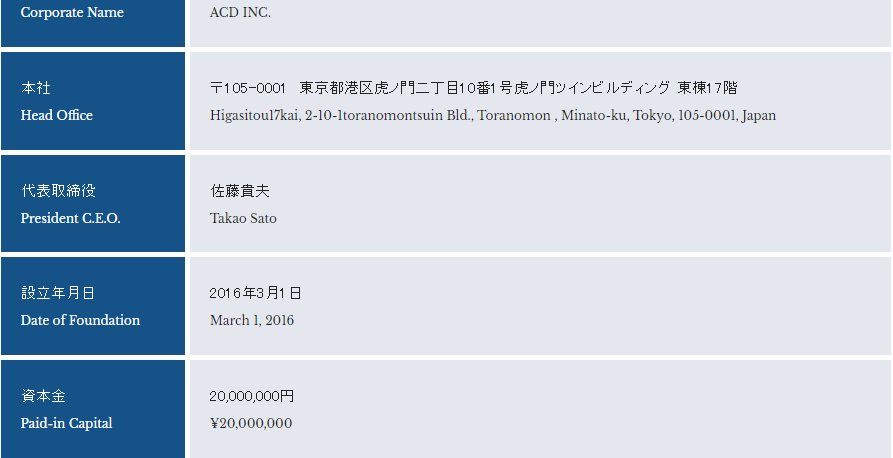 Corporate Name
ACD INC.
本社
Head Office
〒105-0001　東京都港区虎ノ門二丁目10番1号虎ノ門ツインビルディング 東棟17階
Higasitou17kai, 2-10-1toranomontsuin Bld., Toranomon , Minato-ku, Tokyo, 105-0001, Japan
代表取締役
President C.E.O.
佐藤貴夫
Takao Sato
設立年月日
Date of Foundation
2016年3月1日
March 1, 2016
資本金
Paid-in Capital
20,000,000円
¥20,000,000